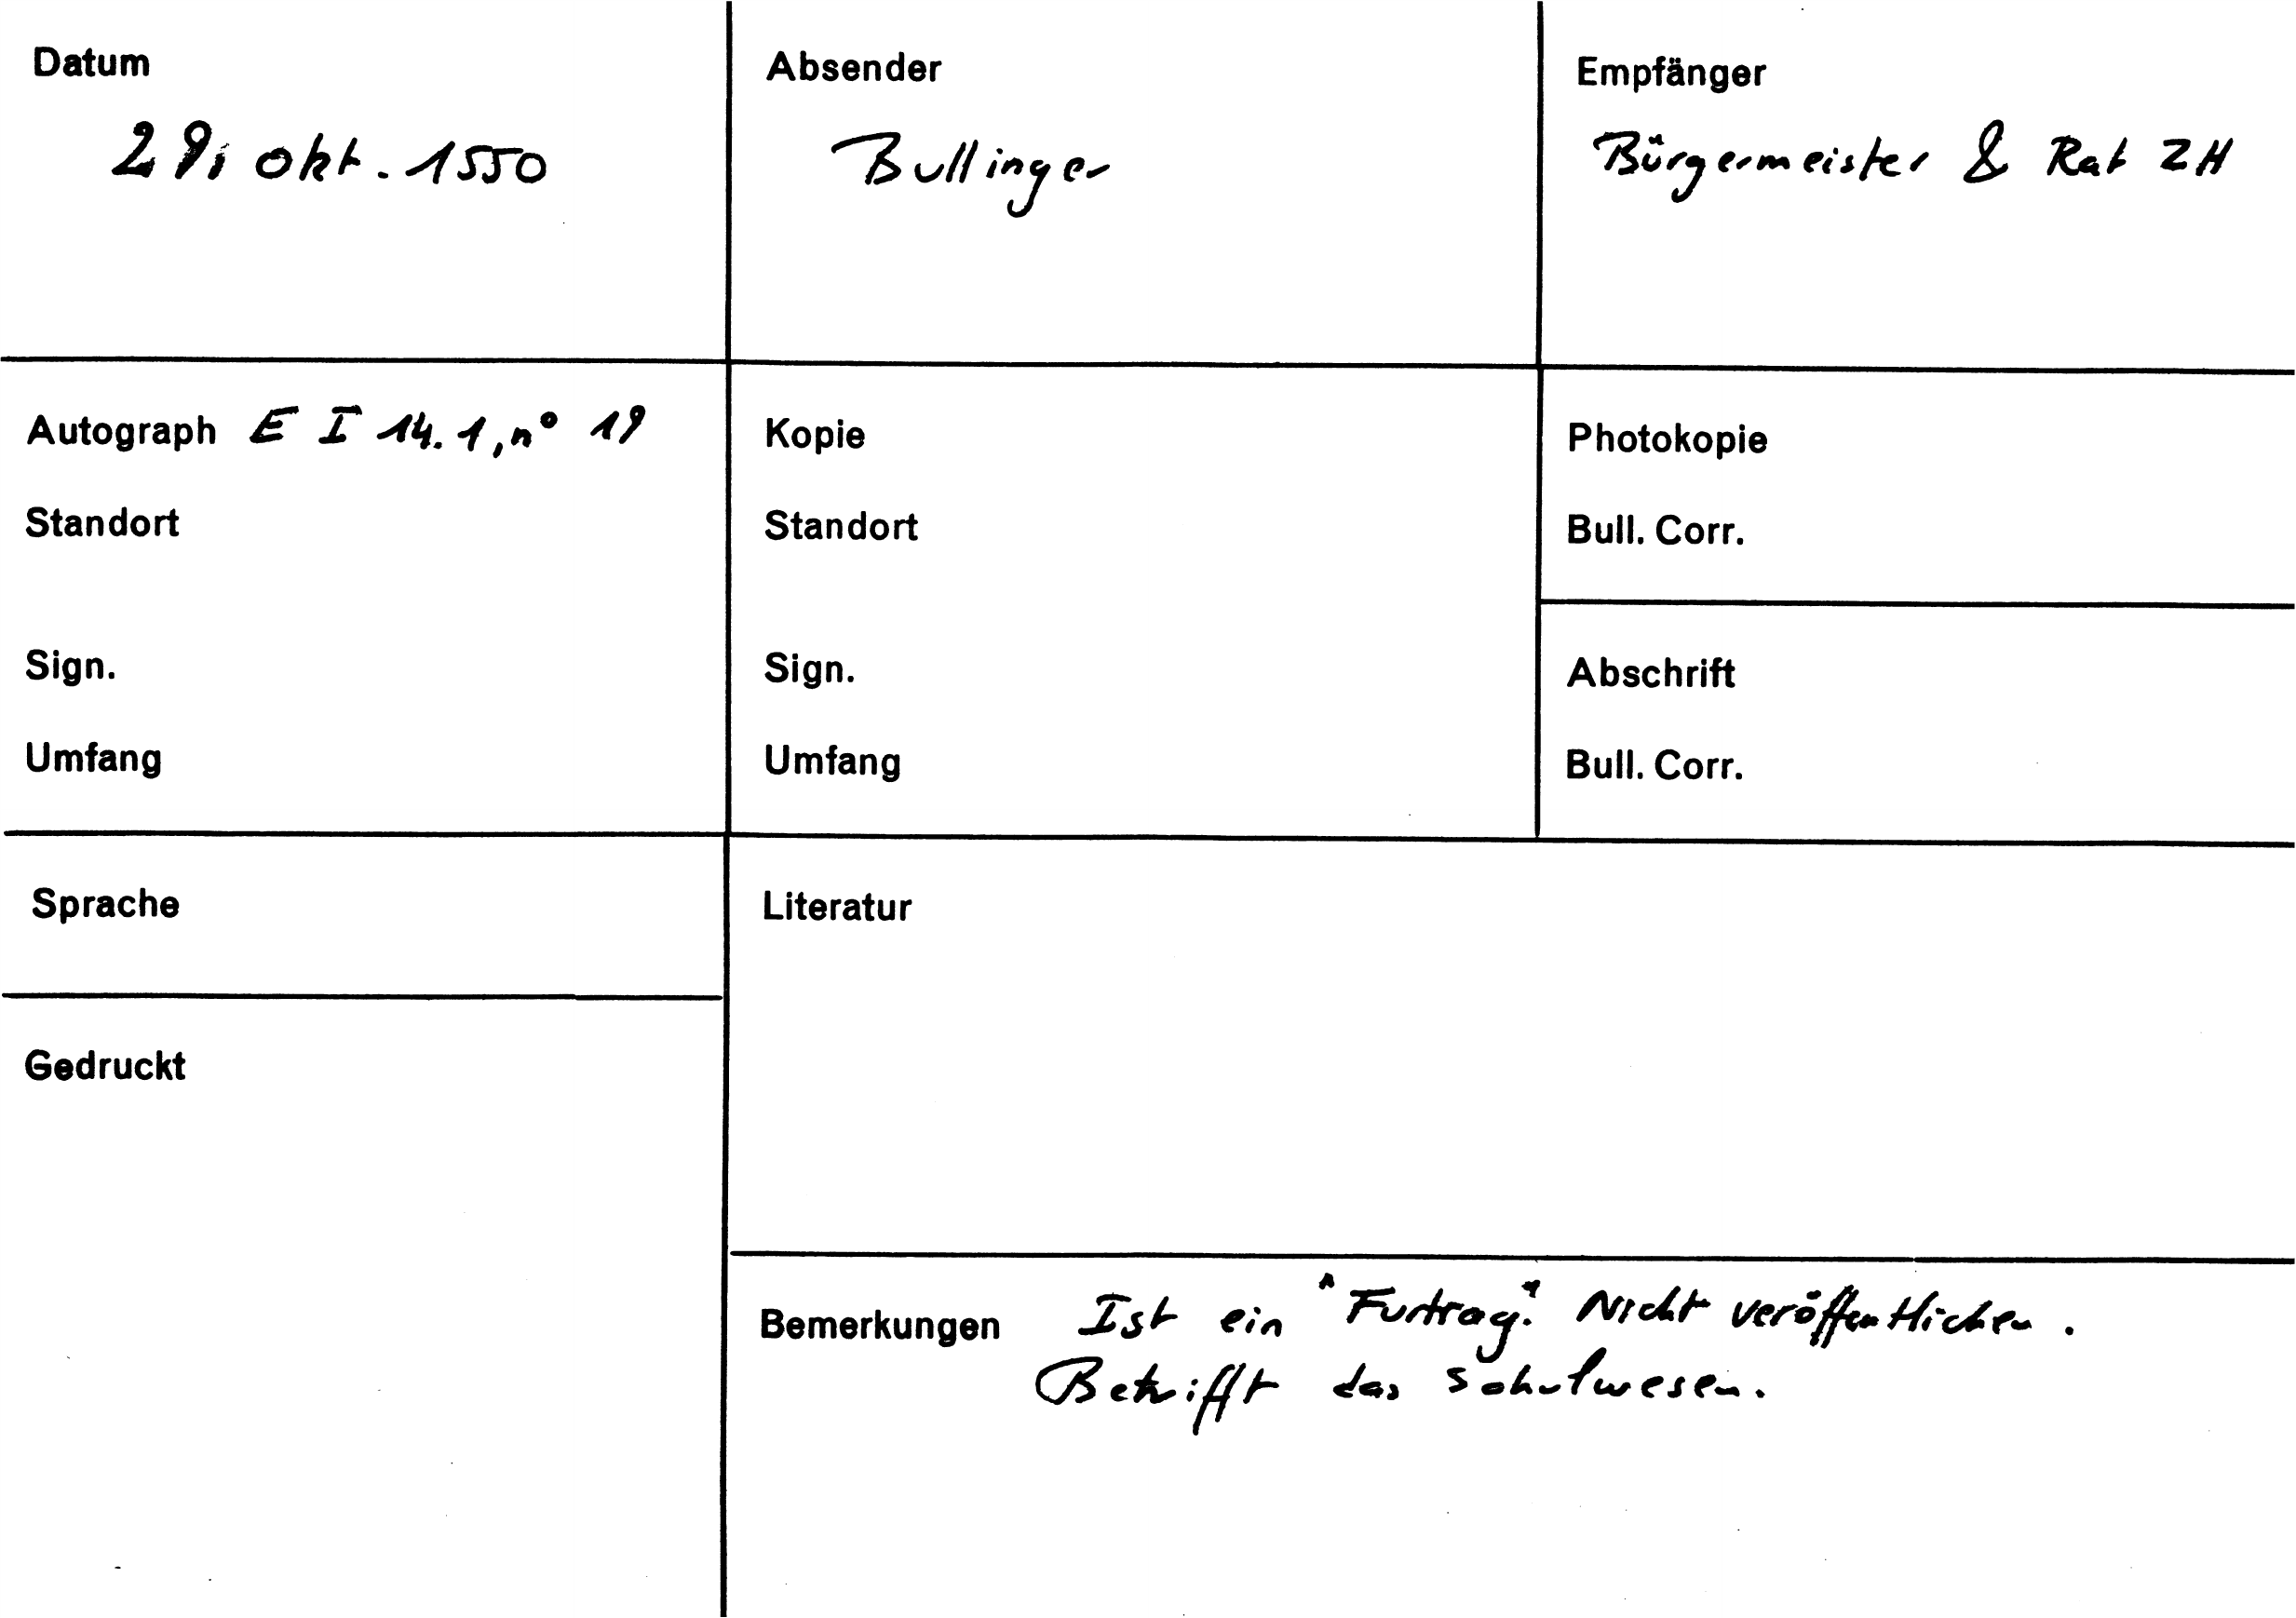 Datum
29. Okt. 1550
Absender
Bullinger
Empfänger
Bürgermeister & Rat ZH
Autograph E I 14.1, n° 19
Standort
Sign.
Umfang
Kopie
Standort
Sign.
Umfang
Photokopie
Bull. Corr.
Abschrift
Bull. Corr.
Sprache
Gedruckt
Literatur
Bemerkungen Ist ein "Furtrag". Nicht veröffentlichen.
Betrifft das Schulwesen.